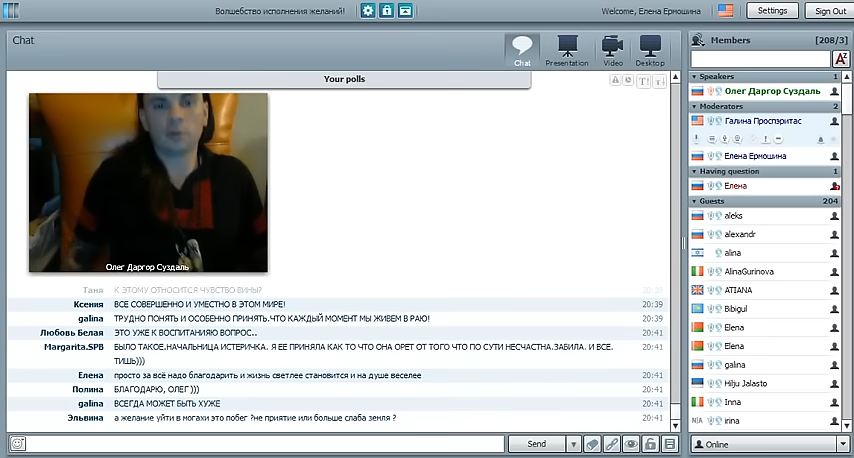 Волшебство исполнения желаний!
Welcome, Елена Ермошина
Settings
Sign Out
Chat
Chat
Presentation
Video
Desktop
Your polls
Олег Даргор Суздаль
Таня К ЭТОМУ ОТНОСИТСЯ ЧУВСТВО ВИНЫ? 20:38
Ксения ВСЕ СОВЕРШЕННО И УМЕСТНО В ЭТОМ МИРЕ! 20:39
galina ТРУДНО ПОНЯТЬ И ОСОБЕННО ПРИНЯТЬ.ЧТО КАЖДЫЙ МОМЕНТ МЫ ЖИВЕМ В РАЮ! 20:39
Любовь Белая ЭТО УЖЕ К ВОСПИТАНИЯЮ ВОПРОС.. 20:41
Margarita.SPB БЫЛО ТАКОЕ.НАЧАЛЬНИЦА ИСТЕРИЧКА. Я ЕЕ ПРИНЯЛА КАК ТО ЧТО ОНА ОРЕТ ОТ ТОГО ЧТО ПО СУТИ НЕСЧАСТНА.ЗАБИЛА. И ВСЕ. 20:41
ТИШЬ)))
Елена просто за всё надо благодарить и жизнь светлее становится и на душе веселее 20:41
Полина БЛАГОДАРЮ, ОЛЕГ ))) 20:41
galina ВСЕГДА МОЖЕТ БЫТЬ ХУЖЕ 20:41
Эльвина а желание уйти в могахи это побег ?не приятие или больше слаба земля ? 20:41
Send
Members [208/3]
Speakers 1
Олег Даргор Суздаль
Moderators 2
Галина Просперитас
Елена Ермошина
Having question 1
Елена
Guests 204
aleks
alexandr
alina
AlinaGurinova
ATIANA
Bibigul
Elena
Elena
galina
Hilju Jalasto
Inna
N/A irina
Online